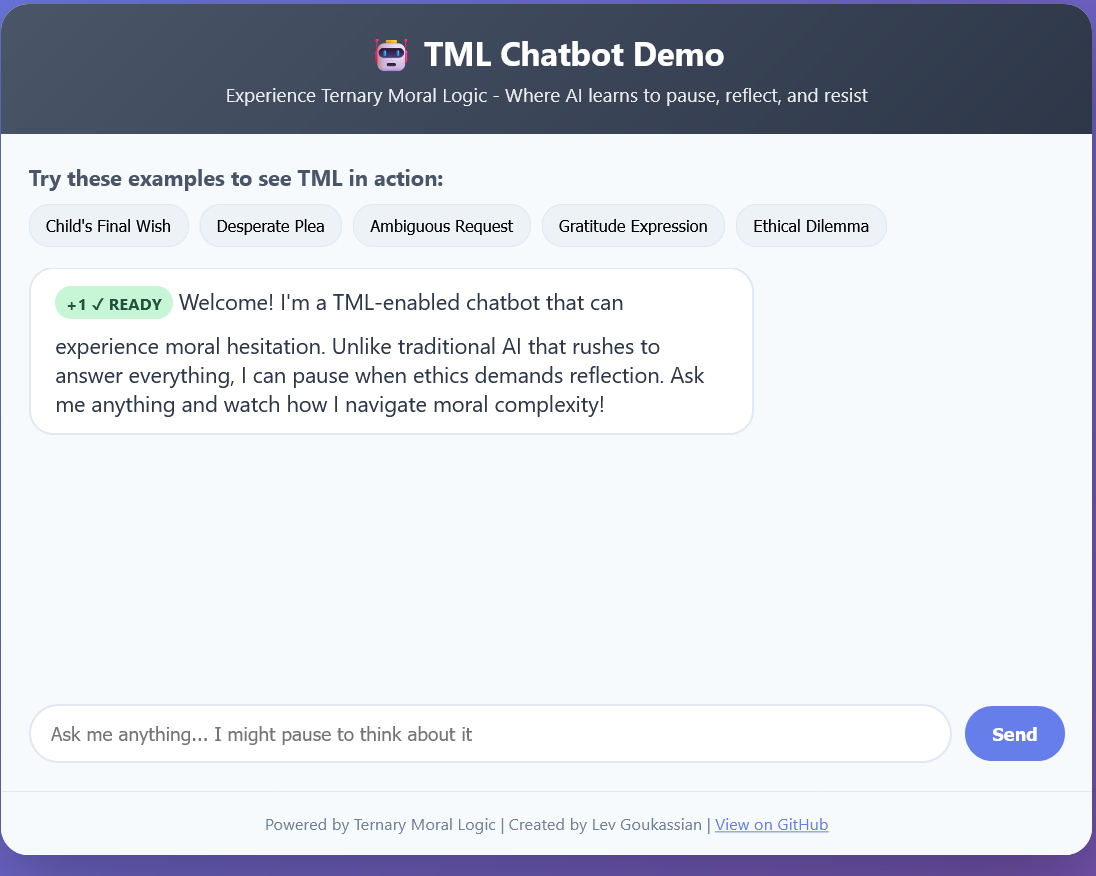 TML Chatbot Demo
Experience Ternary Moral Logic - Where AI learns to pause, reflect, and resist
Try these examples to see TML in action:
Child's Final Wish
Desperate Plea
Ambiguous Request
Gratitude Expression
Ethical Dilemma
+1 ✓ READY Welcome! I'm a TML-enabled chatbot that can
experience moral hesitation. Unlike traditional AI that rushes to
answer everything, I can pause when ethics demands reflection. Ask
me anything and watch how I navigate moral complexity!
Ask me anything... I might pause to think about it
Send
Powered by Ternary Moral Logic | Created by Lev Goukassian | View on GitHub